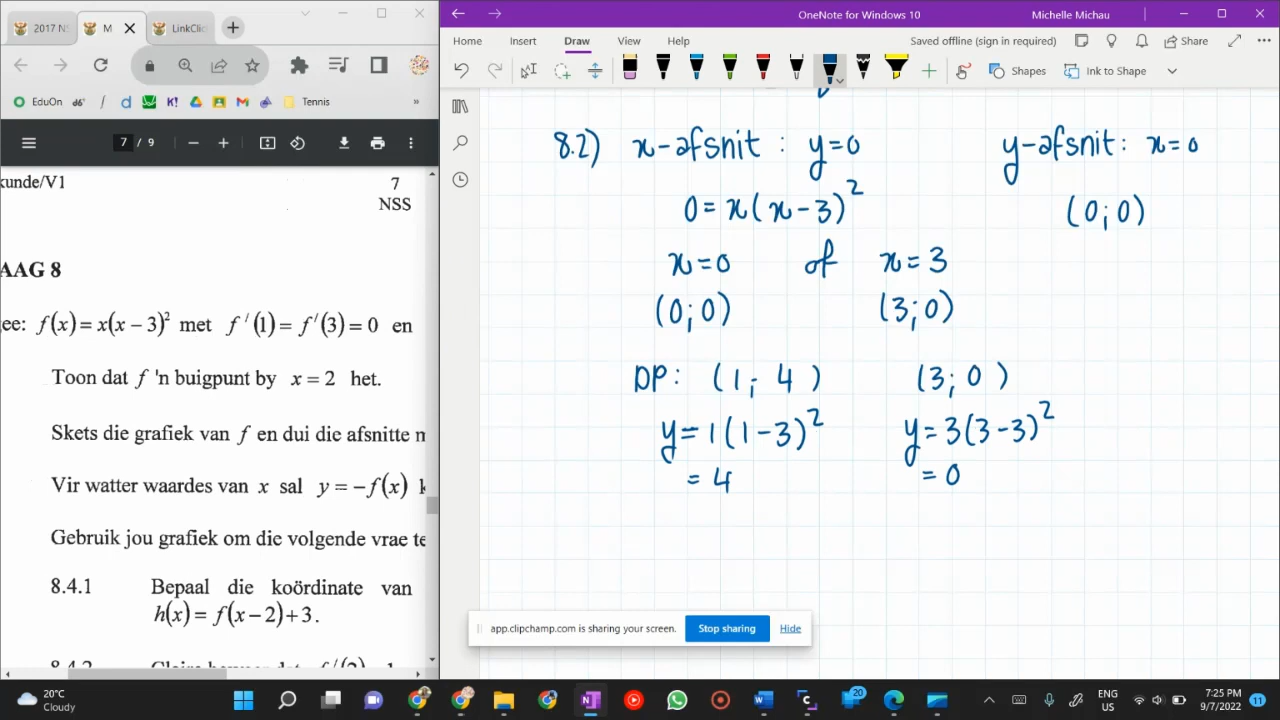 2017 NS
M
LinkClic
OneNote for Windows 10
Michelle Michau
Home Insert Draw View Help
Saved offline (sign in required)
Share
Shapes
Ink to Shape
EduOn
K!
Tennis
7 / 9
kunde/V1
7
NSS
AAG 8
ee: f(x) = x(x − 3)² met f ′(1) = f ′(3) = 0 en
Toon dat f 'n buigpunt by x = 2 het.
Skets die grafiek van f en dui die afsnitte m
Vir watter waardes van x sal y = −f(x) k
Gebruik jou grafiek om die volgende vrae te
8.4.1 Bepaal die koördinate van
h(x) = f(x − 2) + 3.
8.2) x-afsnit : y=0 y-afsnit: x=0
0 = x(x − 3)² (0;0)
x=0 of x=3
(0;0) (3;0)
DP: (1; 4) (3; 0)
y = 1(1−3)² y = 3(3−3)²
= 4 = 0
app.clipchamp.com is sharing your screen.
Stop sharing
Hide
20°C
Cloudy
20
ENG
US
7:25 PM
9/7/2022
11